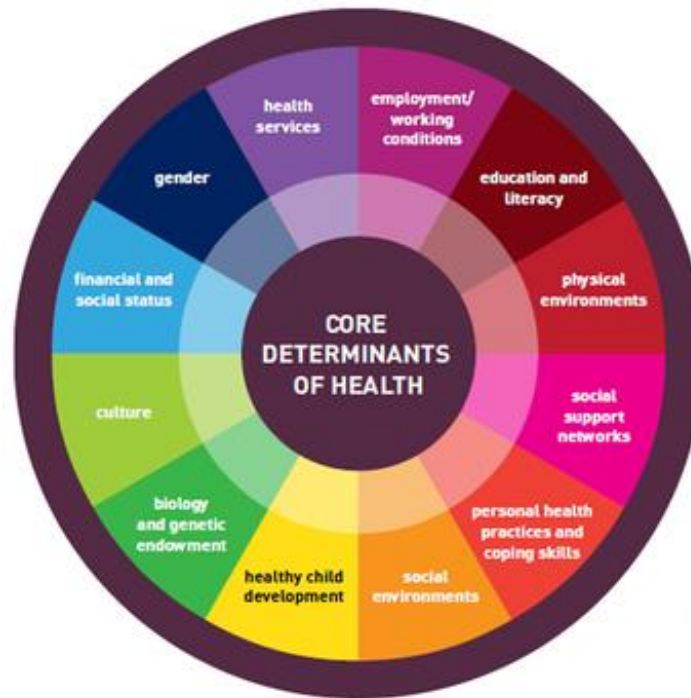 CORE
DETERMINANTS
OF HEALTH
employment/
working
conditions
education and
literacy
physical
environments
social
support
networks
personal health
practices and
coping skills
social
environments
healthy child
development
biology
and genetic
endowment
culture
financial and
social status
gender
health
services